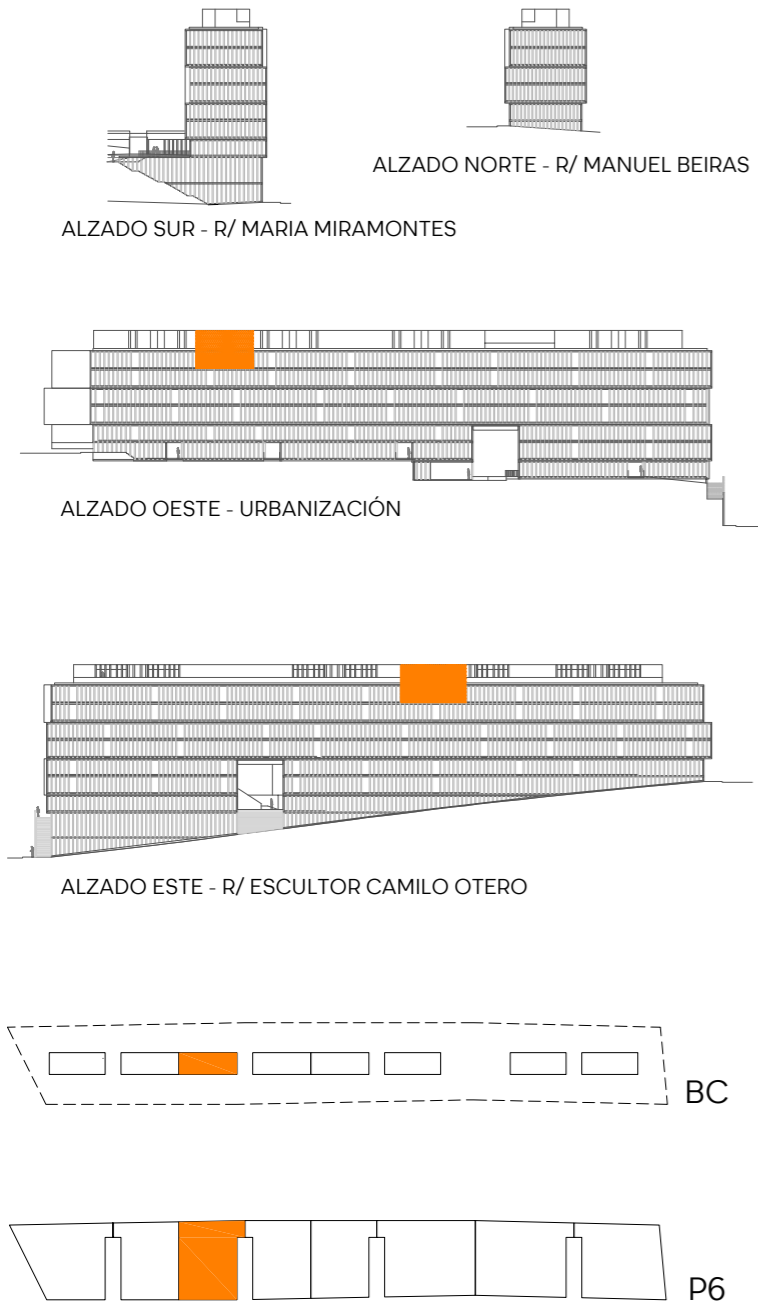 ALZADO NORTE - R/ MANUEL BEIRAS
ALZADO SUR - R/ MARIA MIRAMONTES
ALZADO OESTE - URBANIZACIÓN
ALZADO ESTE - R/ ESCULTOR CAMILO OTERO
BC
P6